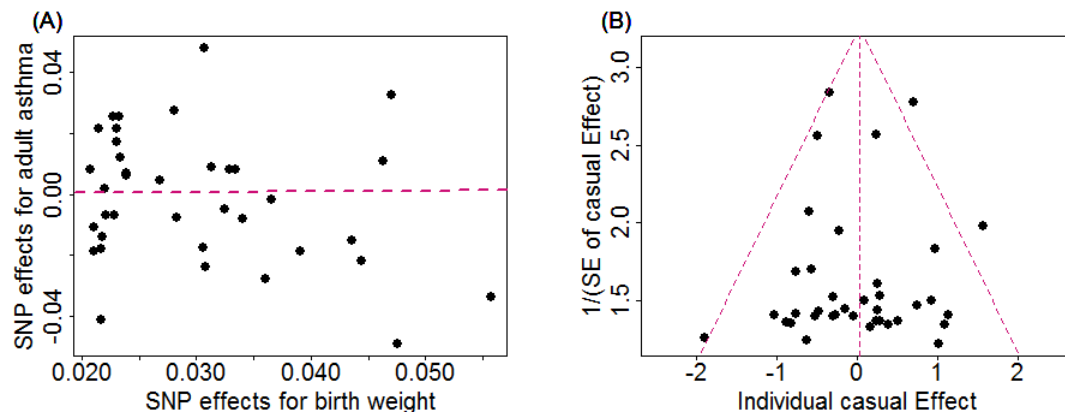 (A)
SNP effects for adult asthma
0.04
0.00
-0.04
0.020
0.030
0.040
0.050
SNP effects for birth weight
(B)
1/(SE of casual Effect)
3.0
2.5
2.0
1.5
-2
-1
0
1
2
Individual casual Effect